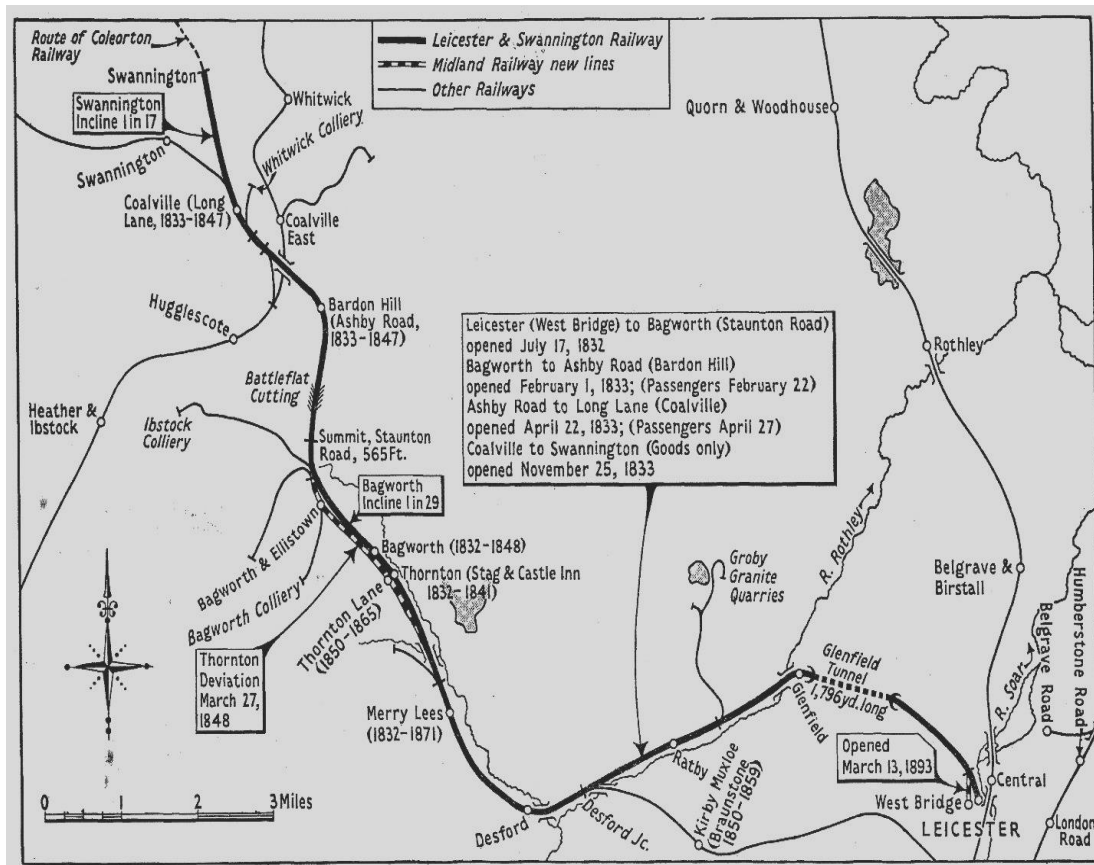 Route of Coleorton
Railway
Leicester & Swannington Railway
Midland Railway new lines
Other Railways
Swannington
Swannington
Incline 1 in 17
Whitwick
Whitwick Colliery
Swannington
Quorn & Woodhouse
Coalville (Long
Lane, 1833-1847)
Coalville
East
Hugglescote
Bardon Hill
(Ashby Road,
1833-1847)
Leicester (West Bridge) to Bagworth (Staunton Road)
opened July 17, 1832
Bagworth to Ashby Road (Bardon Hill)
opened February 1, 1833; (Passengers February 22)
Ashby Road to Long Lane (Coalville)
opened April 22, 1833; (Passengers April 27)
Coalville to Swannington (Goods only)
opened November 25, 1833
Rothley
Battleflat
Cutting
Heather &
Ibstock
Ibstock
Colliery
Summit, Staunton
Road, 565Ft.
Bagworth
Incline 1 in 29
Bagworth & Ellistown
Bagworth (1832-1848)
Thornton (Stag & Castle Inn
1832-1841)
Bagworth Colliery
Thornton Lane
(1850-1865)
Groby
Granite
Quarries
R. Rothley
Belgrave &
Birstall
Humberstone Road
Belgrave Road
R. Soar
Thornton
Deviation
March 27,
1848
Merry Lees
(1832-1871)
Glenfield
Tunnel
1,796yd. long
Glenfield
Ratby
Opened
March 13, 1893
Central
West Bridge
LEICESTER
London
Road
Kirby Muxloe
(Braunstone
1850-1859)
Desford
Desford Jc.
0 1 2 3 Miles